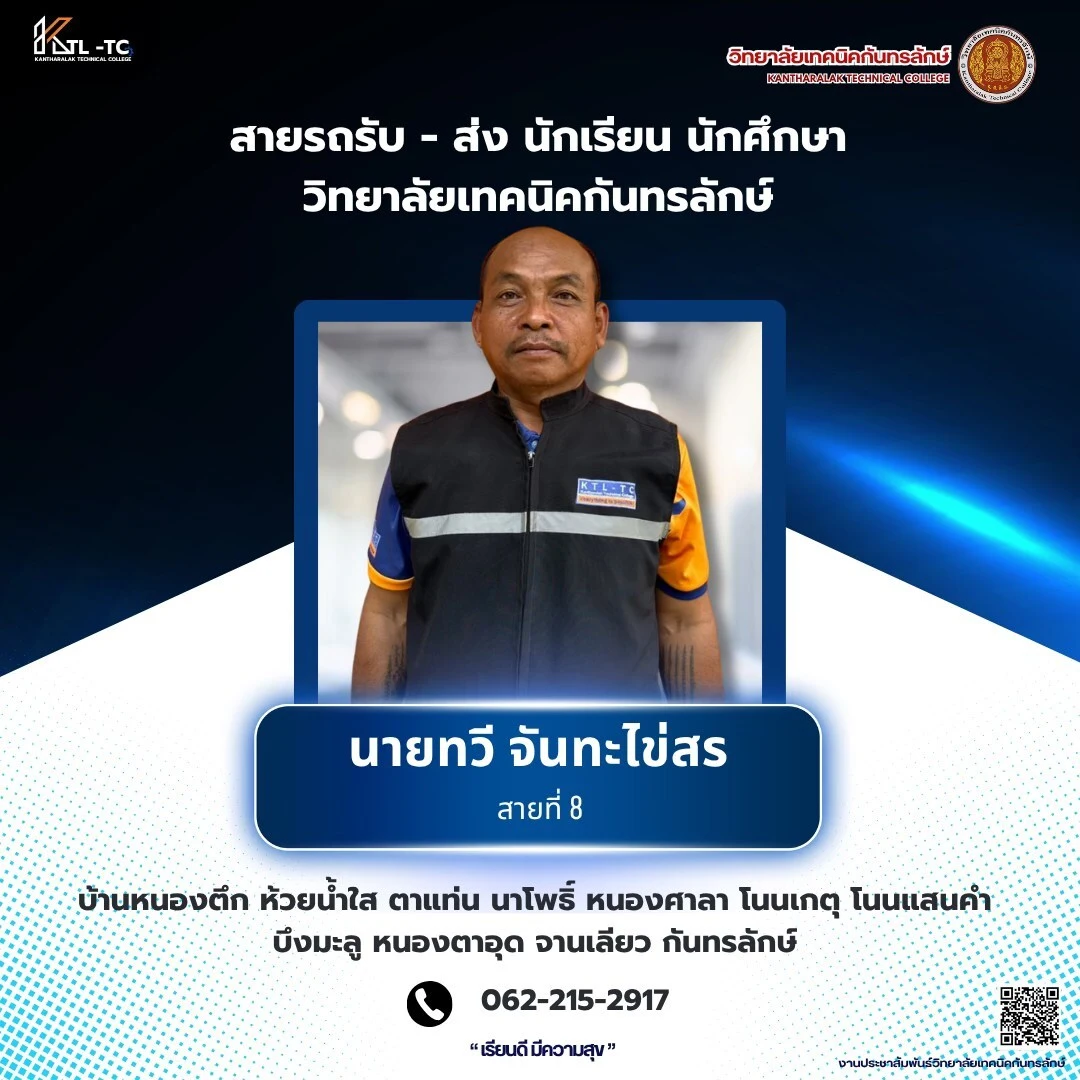 KTL -TC
KANTHARALAK TECHNICAL COLLEGE
วิทยาลัยเทคนิคกันทรลักษ์
KANTHARALAK TECHNICAL COLLEGE
สายรถรับ - ส่ง นักเรียน นักศึกษา
วิทยาลัยเทคนิคกันทรลักษ์
KTL-TC
นายทวี จันทะไข่สร
สายที่ 8
บ้านหนองตึก ห้วยน้ำใส ตาแท่น นาโพธิ์ หนองศาลา โนนเกตุ โนนแสนคำ
บึงมะลู หนองตาอุด จานเลียว กันทรลักษ์
062-215-2917
“ เรียนดี มีความสุข ”
งานประชาสัมพันธ์วิทยาลัยเทคนิคกันทรลักษ์